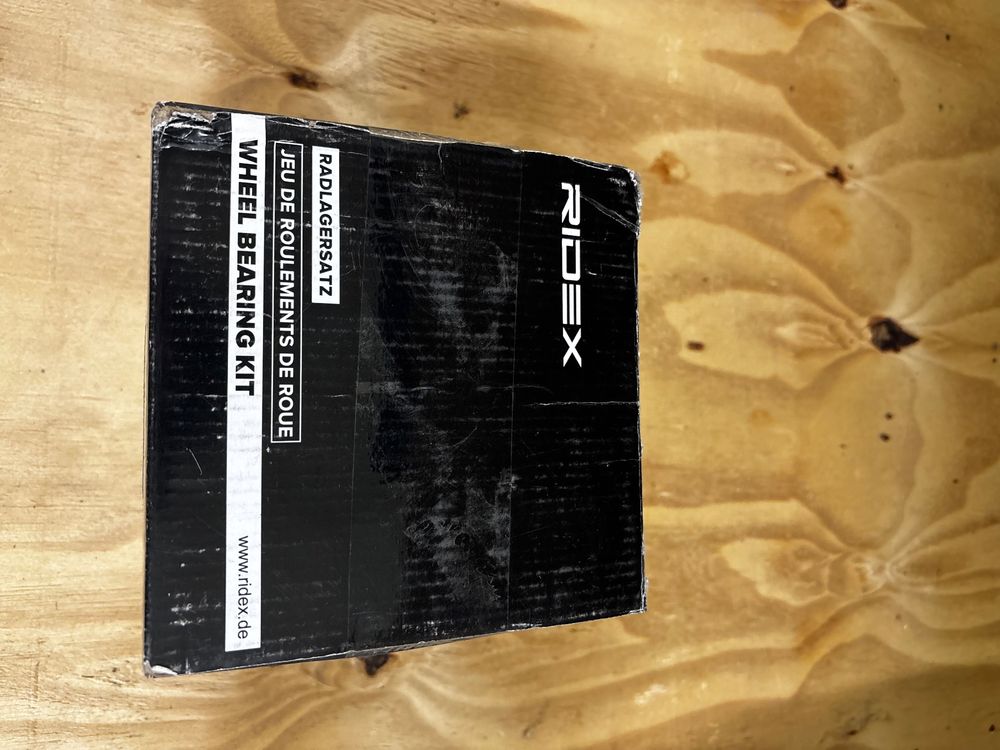 RIDEX
RADLAGERSATZ
JEU DE ROULEMENTS DE ROUE
WHEEL BEARING KIT
www.ridex.de